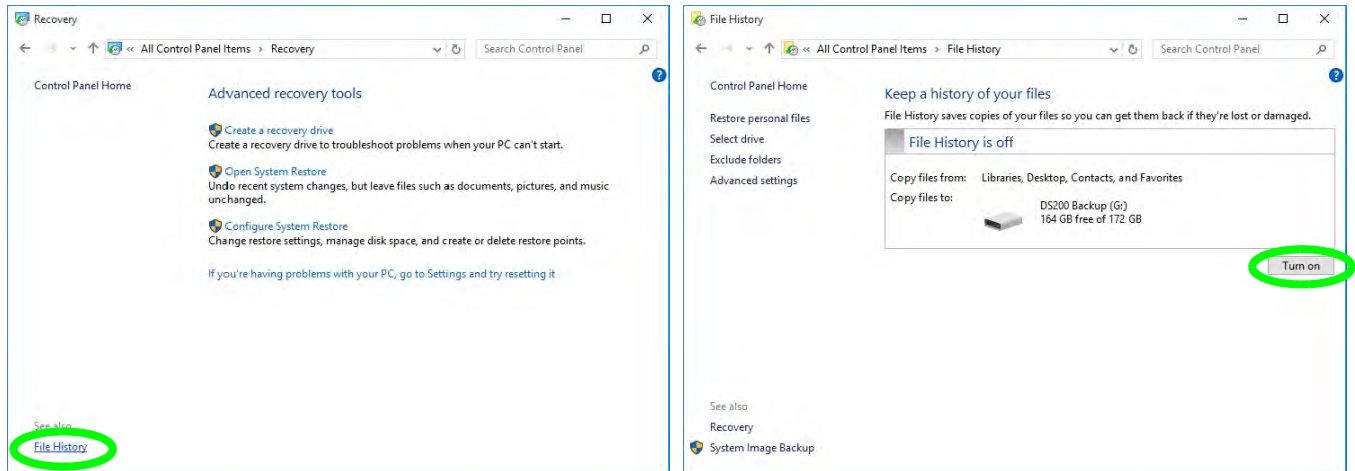 Recovery
« All Control Panel Items › Recovery
Search Control Panel
Control Panel Home
Advanced recovery tools
Create a recovery drive
Create a recovery drive to troubleshoot problems when your PC can't start.
Open System Restore
Undo recent system changes, but leave files such as documents, pictures, and music
unchanged.
Configure System Restore
Change restore settings, manage disk space, and create or delete restore points.
If you're having problems with your PC, go to Settings and try resetting it
See also
File History
File History
« All Control Panel Items › File History
Search Control Panel
Control Panel Home
Restore personal files
Select drive
Exclude folders
Advanced settings
Keep a history of your files
File History saves copies of your files so you can get them back if they're lost or damaged.
File History is off
Copy files from: Libraries, Desktop, Contacts, and Favorites
Copy files to:
DS200 Backup (G:)
164 GB free of 172 GB
Turn on
See also
Recovery
System Image Backup